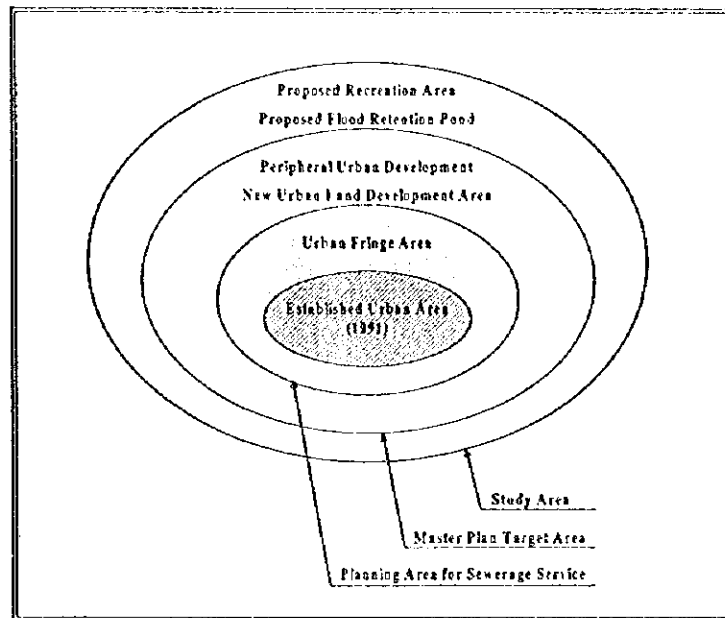 Proposed Recreation Area
Proposed Flood Retention Pond
Peripheral Urban Development
New Urban Land Development Area
Urban Fringe Area
Established Urban Area
Study Area
Master Plan Target Area
Planning Area for Sewerage Service